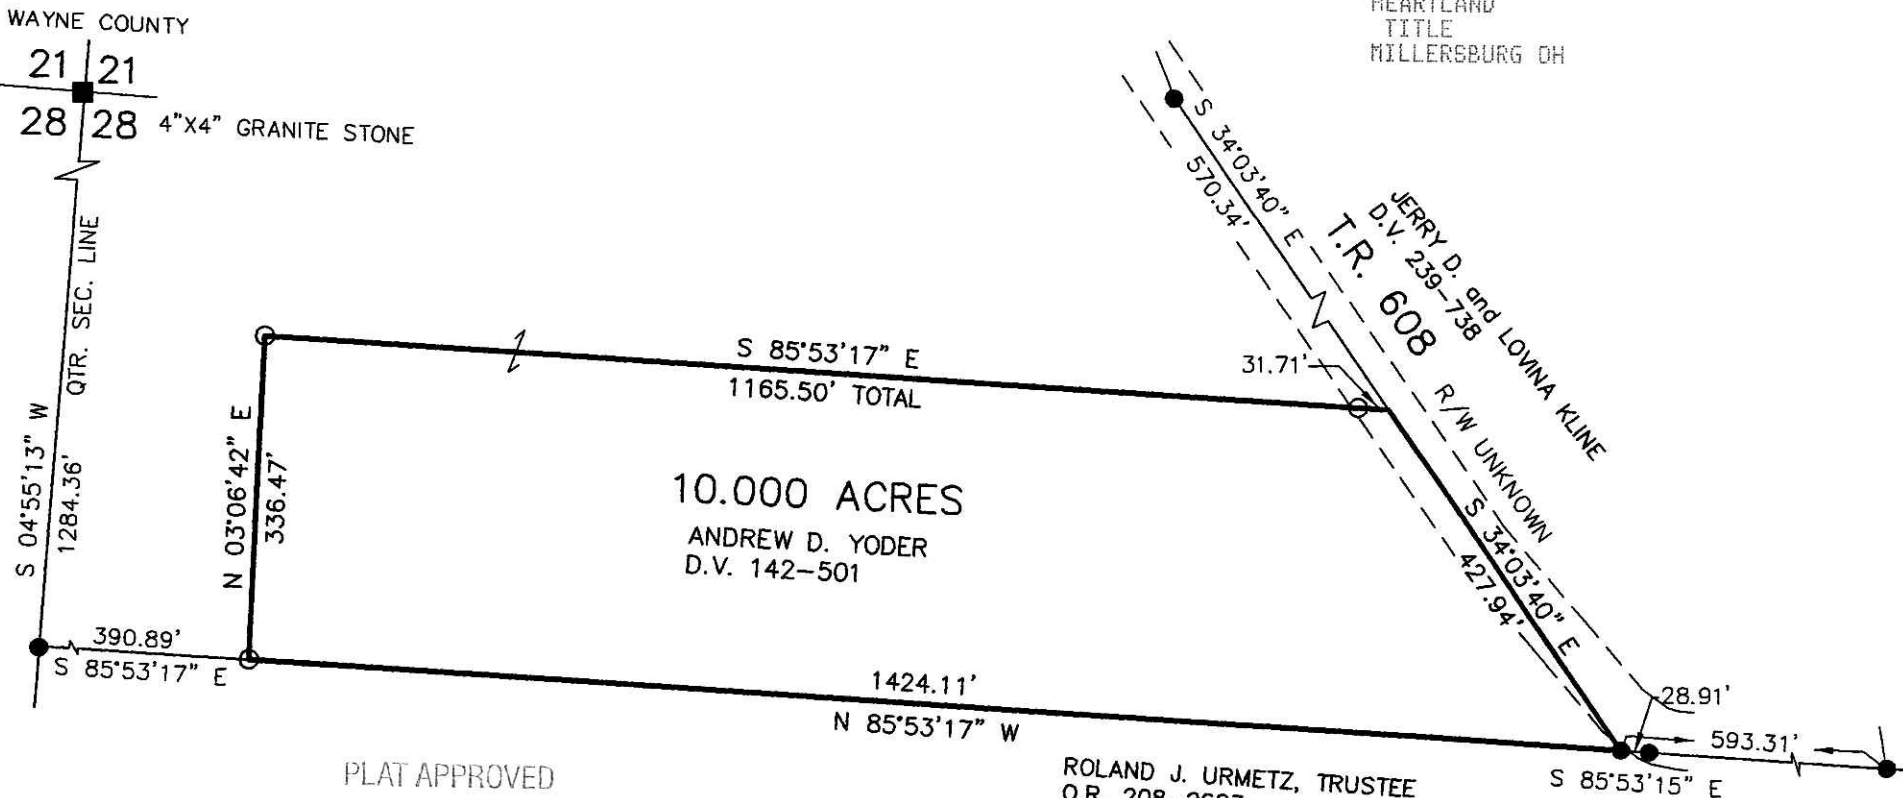 WAYNE COUNTY
HEARTLAND
TITLE
MILLERSBURG OH
21 21
28 28
4"X4" GRANITE STONE
QTR. SEC. LINE
S 04°55'13" W
1284.36'
390.89'
S 85°53'17" E
N 03°06'42" E
336.47'
S 85°53'17" E
1165.50' TOTAL
31.71'
10.000 ACRES
ANDREW D. YODER
D.V. 142-501
S 34°03'40" E
570.34'
JERRY D. and LOVINA KLINE
D.V. 239-738
T.R. 608
R/W UNKNOWN
S 34°03'40" E
427.94'
1424.11'
N 85°53'17" W
28.91'
593.31'
S 85°53'15" E
PLAT APPROVED
ROLAND J. URMETZ, TRUSTEE
O.R. 208